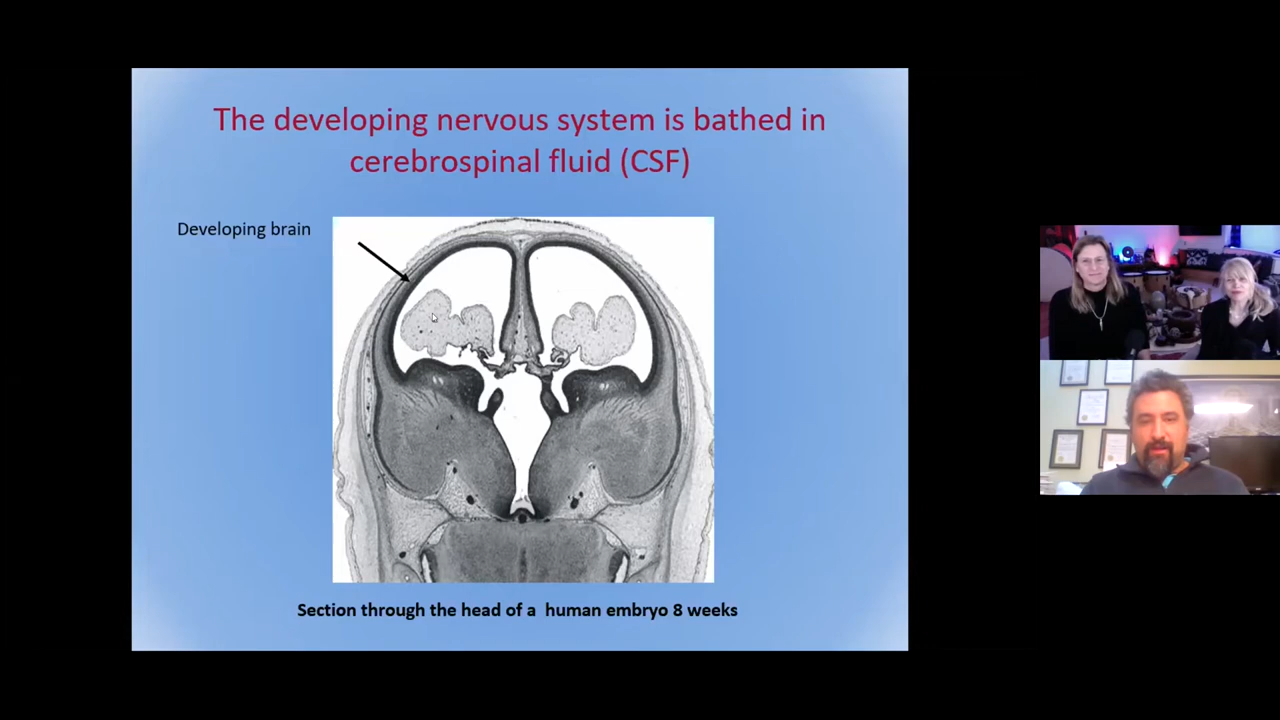 The developing nervous system is bathed in
cerebrospinal fluid (CSF)
Developing brain
Section through the head of a  human embryo 8 weeks